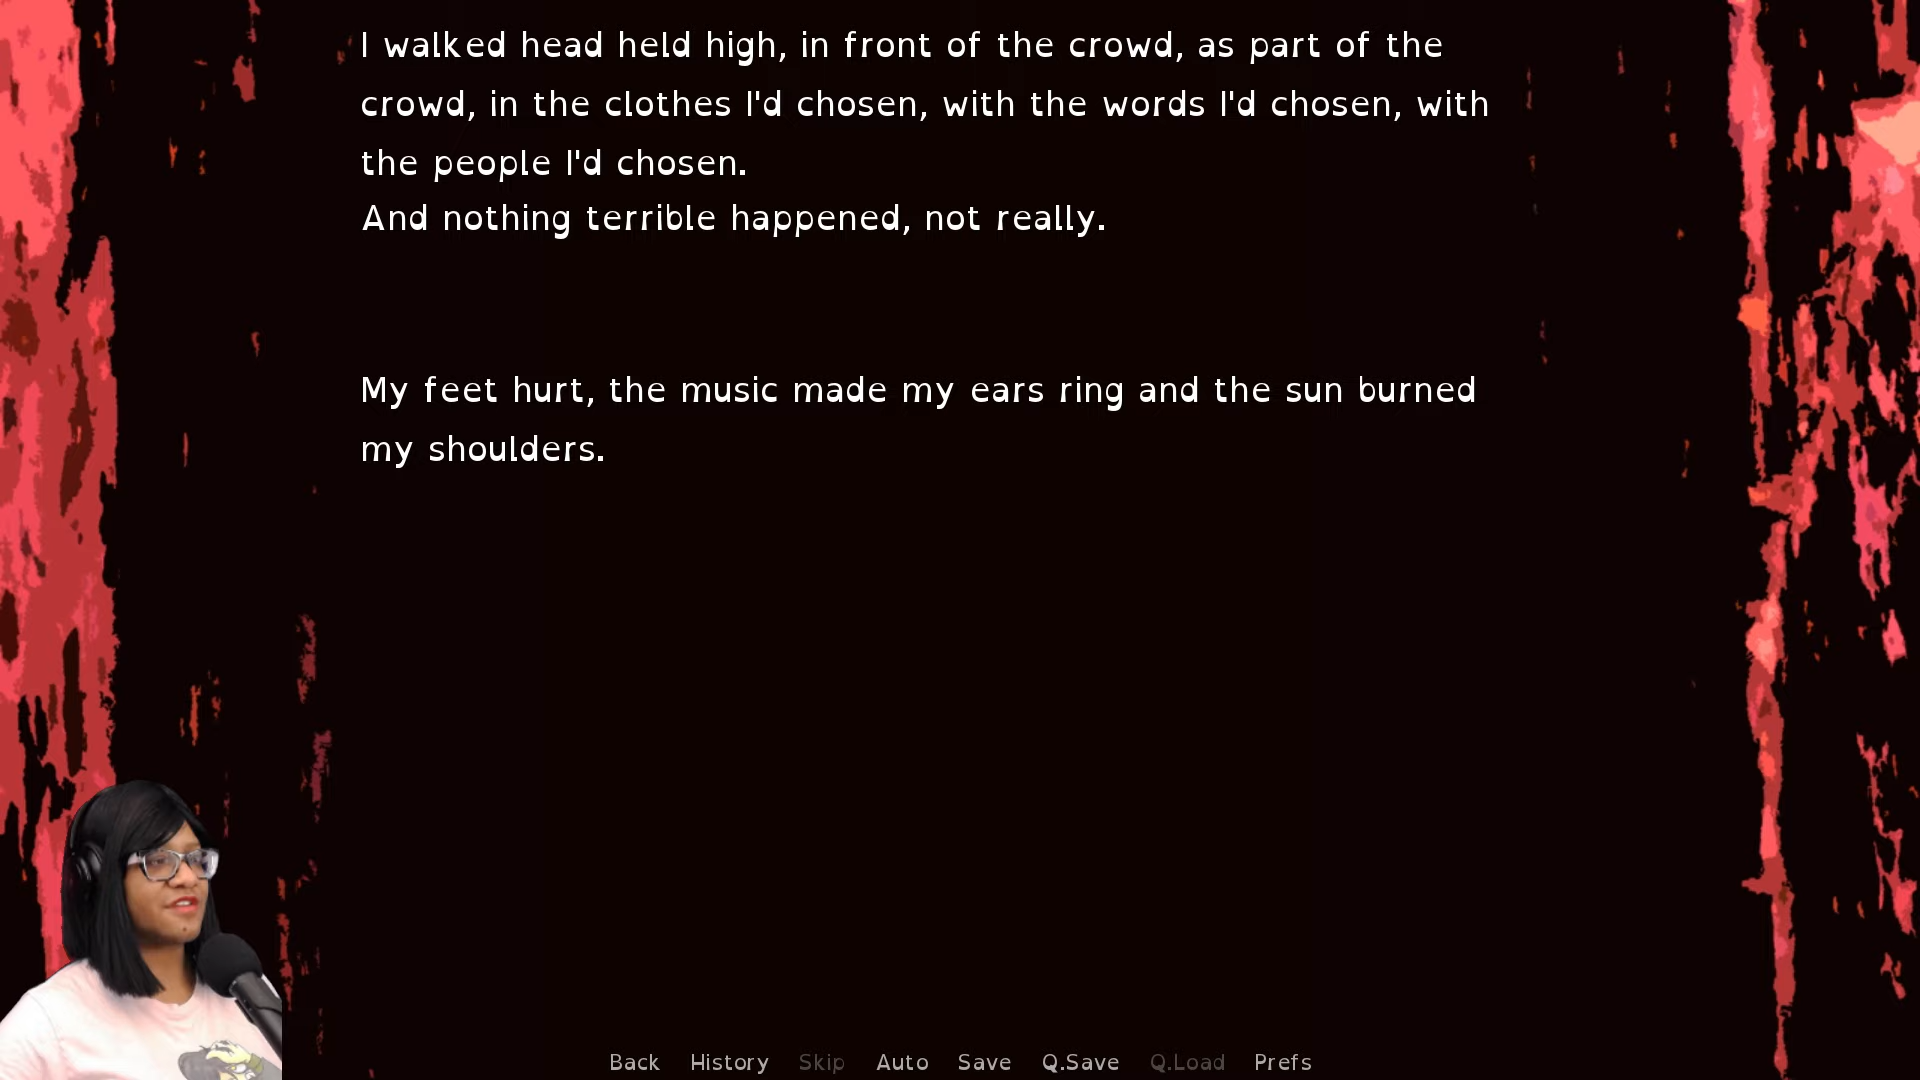 I walked head held high, in front of the crowd, as part of the
crowd, in the clothes I'd chosen, with the words I'd chosen, with
the people I'd chosen.
And nothing terrible happened, not really.
My feet hurt, the music made my ears ring and the sun burned
my shoulders.
Back History Skip Auto Save Q.Save Q.Load Prefs